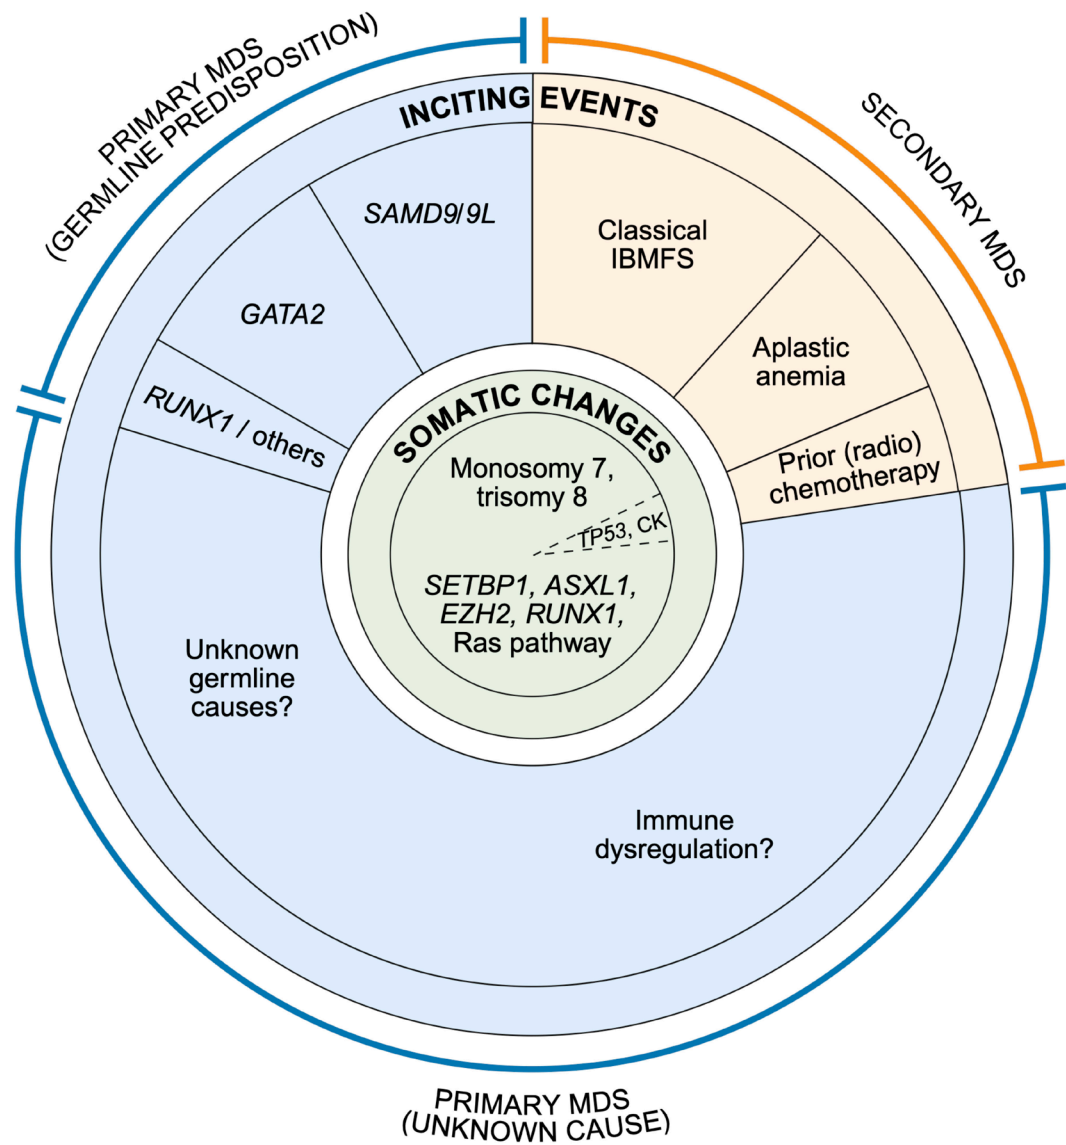 PRIMARY MDS
(GERMLINE PREDISPOSITION)
SECONDARY MDS
INCITING EVENTS
SAMD9/9L
GATA2
RUNX1 / others
Classical
IBMFS
Aplastic
anemia
Prior (radio)
chemotherapy
SOMATIC CHANGES
Monosomy 7,
trisomy 8
TP53, CK
SETBP1, ASXL1,
EZH2, RUNX1,
Ras pathway
Unknown
germline
causes?
Immune
dysregulation?
PRIMARY MDS
(UNKNOWN CAUSE)